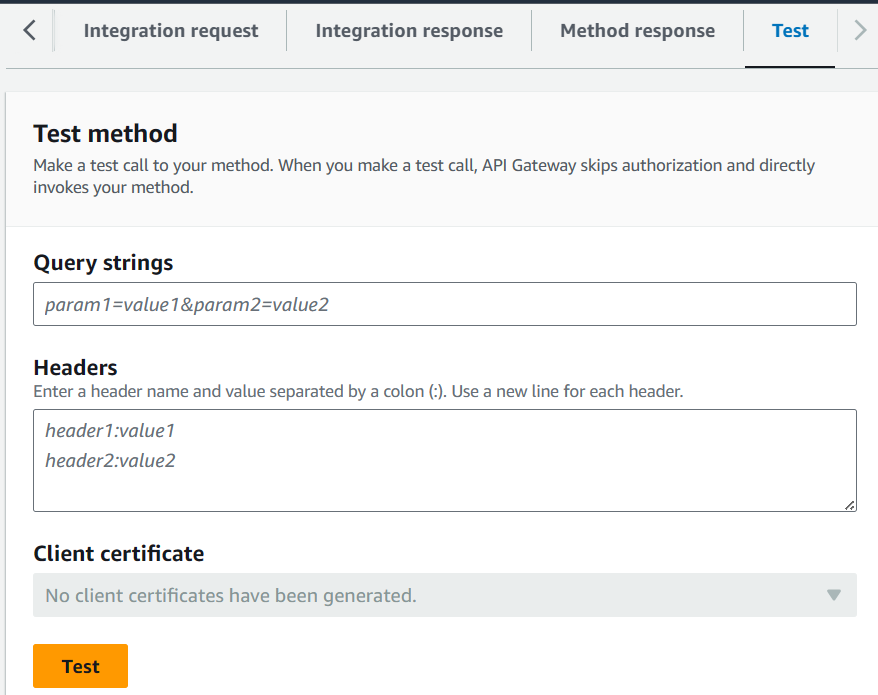 Integration request
Integration response
Method response
Test
Test method
Make a test call to your method. When you make a test call, API Gateway skips authorization and directly
invokes your method.
Query strings
param1=value1&param2=value2
Headers
Enter a header name and value separated by a colon (:). Use a new line for each header.
header1:value1
header2:value2
Client certificate
No client certificates have been generated.
Test